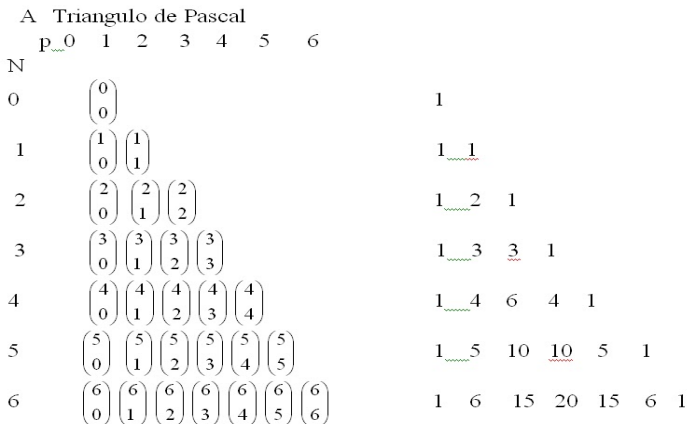 A Triangulo de Pascal
p 0 1 2 3 4 5 6
N
0 (0 0) 1
1 (1 0) (1 1) 1 1
2 (2 0) (2 1) (2 2) 1 2 1
3 (3 0) (3 1) (3 2) (3 3) 1 3 3 1
4 (4 0) (4 1) (4 2) (4 3) (4 4) 1 4 6 4 1
5 (5 0) (5 1) (5 2) (5 3) (5 4) (5 5) 1 5 10 10 5 1
6 (6 0) (6 1) (6 2) (6 3) (6 4) (6 5) (6 6) 1 6 15 20 15 6 1